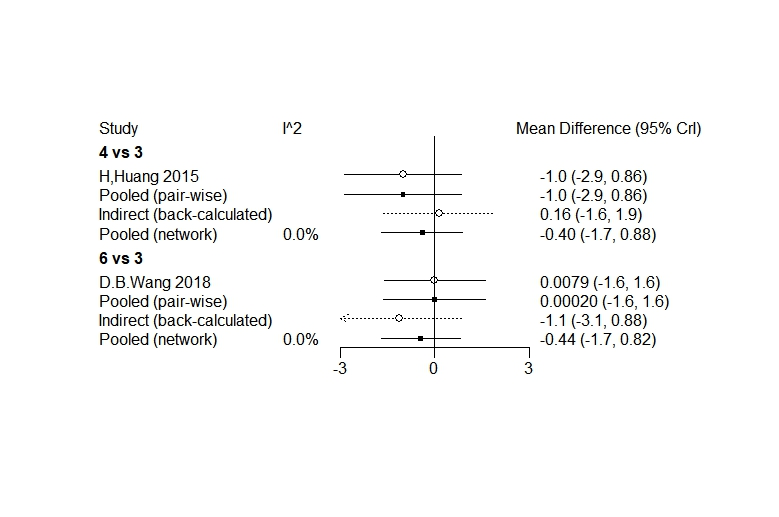 Study I^2 Mean Difference (95% CrI)
4 vs 3
H,Huang 2015 -1.0 (-2.9, 0.86)
Pooled (pair-wise) -1.0 (-2.9, 0.86)
Indirect (back-calculated) 0.16 (-1.6, 1.9)
Pooled (network) 0.0% -0.40 (-1.7, 0.88)
6 vs 3
D.B.Wang 2018 0.0079 (-1.6, 1.6)
Pooled (pair-wise) 0.00020 (-1.6, 1.6)
Indirect (back-calculated) -1.1 (-3.1, 0.88)
Pooled (network) 0.0% -0.44 (-1.7, 0.82)
-3 0 3